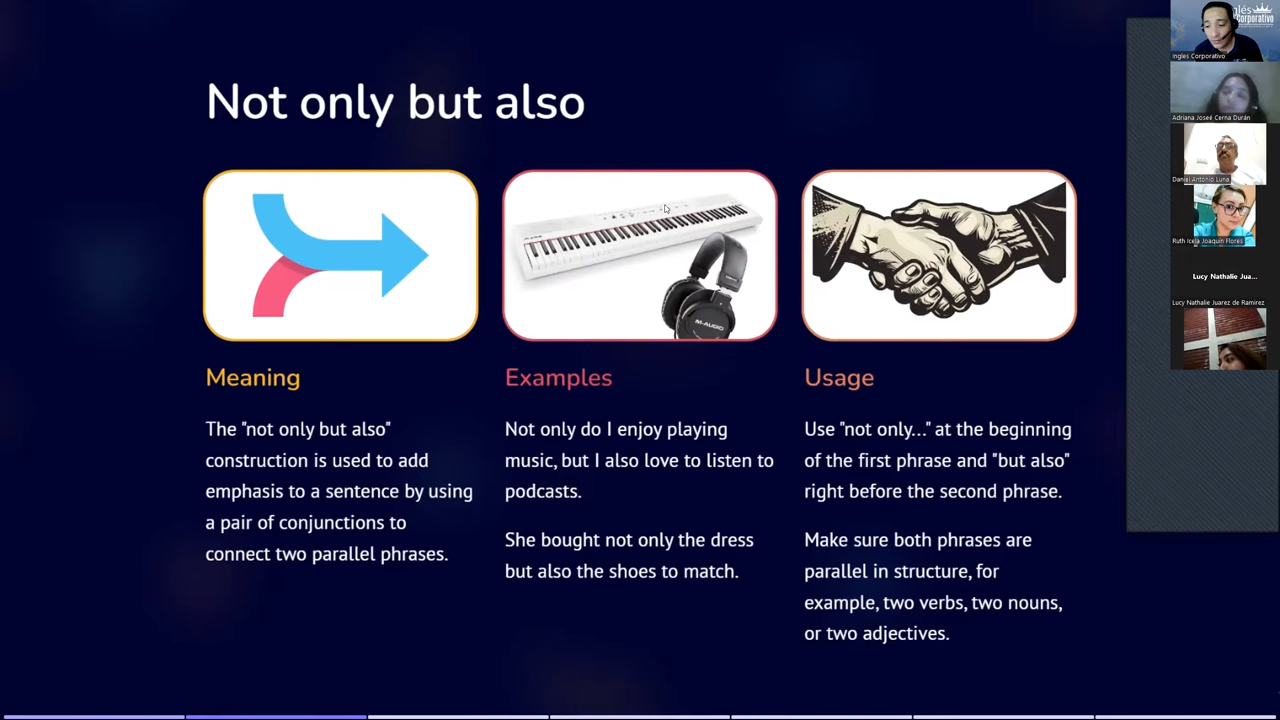 Not only but also
M-AUDIO
Meaning
The "not only but also"
construction is used to add
emphasis to a sentence by using
a pair of conjunctions to
connect two parallel phrases.
Examples
Not only do I enjoy playing
music, but I also love to listen to
podcasts.
She bought not only the dress
but also the shoes to match.
Usage
Use "not only..." at the beginning
of the first phrase and "but also"
right before the second phrase.
Make sure both phrases are
parallel in structure, for
example, two verbs, two nouns,
or two adjectives.
Inglés
Corporativo
Ingles Corporativo
Adriana Joseé Cerna Durán
Daniel Antonio Luna
Ruth Icela Joaquin Flores
Lucy Nathalie Jua...
Lucy Nathalie Juarez de Ramirez